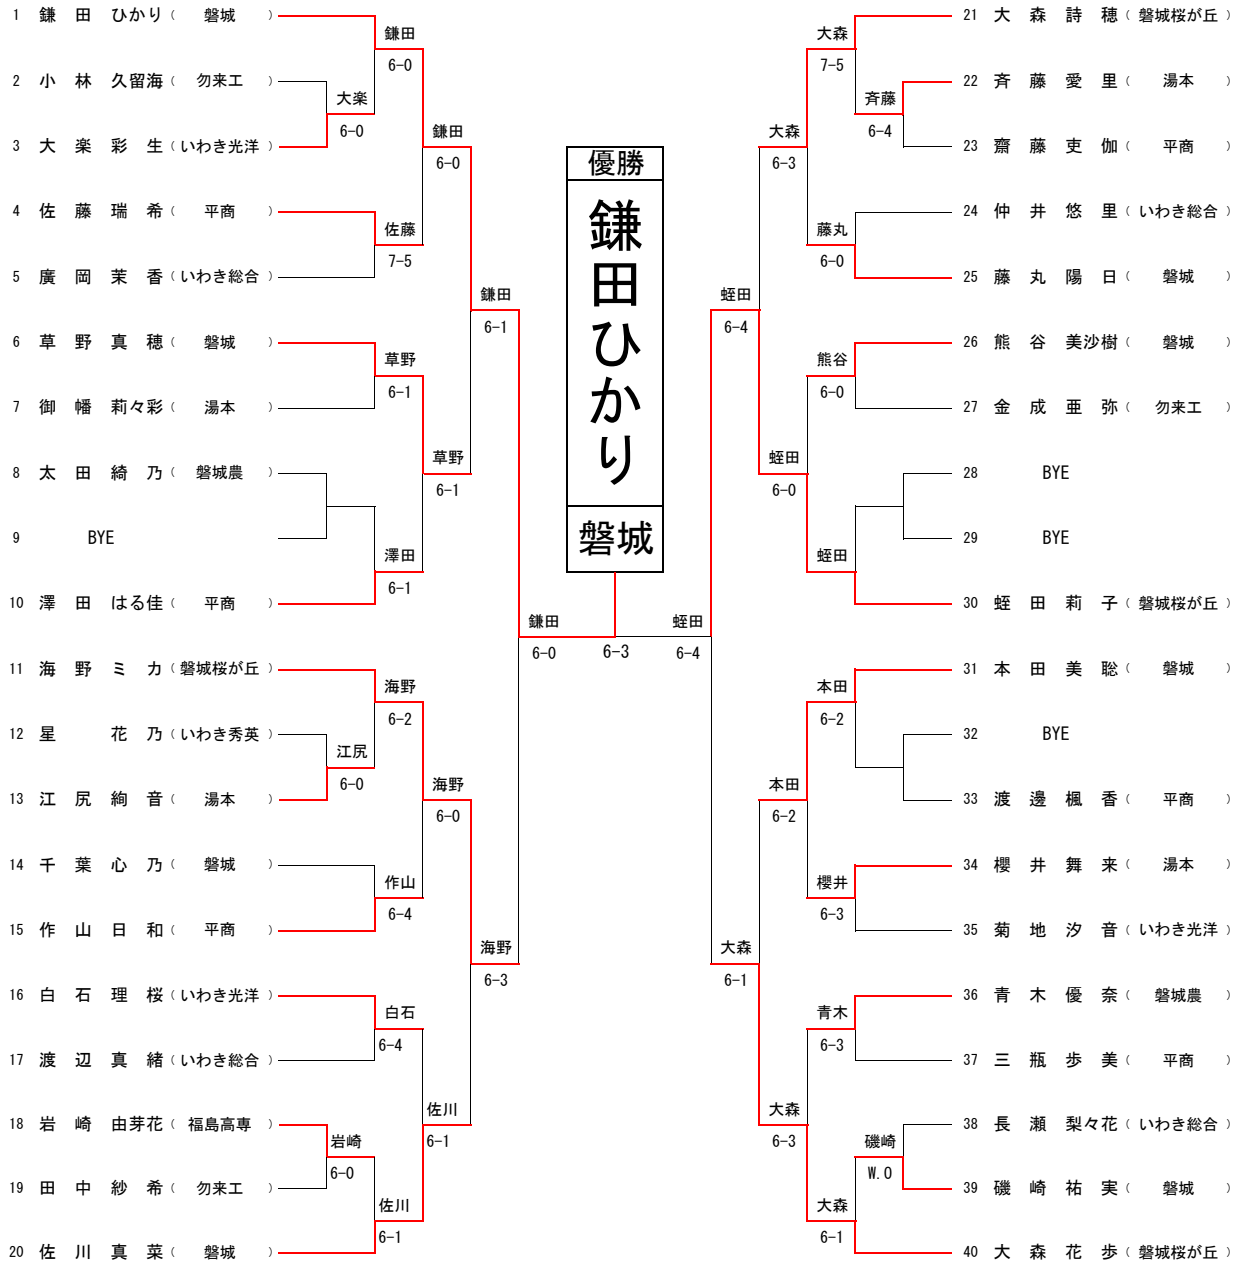 1 鎌田 ひかり（ 磐城 ）
2 小林 久留海（ 勿来工 ）
3 大楽彩生（いわき光洋 ）
4 佐藤瑞希（ 平商 ）
5 廣岡茉香（いわき総合 ）
6 草野真穂（ 磐城 ）
7 御幡 莉々彩（ 湯本 ）
8 太田綺乃（ 磐城農 ）
9 BYE
10 澤田 はる佳（ 平商 ）
11 海野ミカ（磐城桜が丘 ）
12 星 花乃（いわき秀英 ）
13 江尻絢音（ 湯本 ）
14 千葉心乃（ 磐城 ）
15 作山日和（ 平商 ）
16 白石理桜（いわき光洋 ）
17 渡辺真緒（いわき総合 ）
18 岩崎 由芽花（ 福島高専 ）
19 田中紗希（ 勿来工 ）
20 佐川真菜（ 磐城 ）
大楽
6-0
江尻
6-0
岩崎
6-0
鎌田
6-0
佐藤
7-5
草野
6-1
澤田
6-1
海野
6-2
作山
6-4
白石
6-4
佐川
6-1
鎌田
6-0
草野
6-1
海野
6-0
佐川
6-1
鎌田
6-1
海野
6-3
鎌田
6-0
優勝
鎌田ひかり
磐城
6-3
蛭田
6-4
蛭田
6-4
大森
6-1
大森
6-3
蛭田
6-0
本田
6-2
大森
6-3
大森
7-5
藤丸
6-0
熊谷
6-0
蛭田
本田
6-2
櫻井
6-3
青木
6-3
大森
6-1
斉藤
6-4
磯崎
W.O
21 大森詩穂（ 磐城桜が丘 ）
22 斉藤愛里（ 湯本 ）
23 齋藤吏伽（ 平商 ）
24 仲井悠里（ いわき総合 ）
25 藤丸陽日（ 磐城 ）
26 熊谷 美沙樹（ 磐城 ）
27 金成亜弥（ 勿来工 ）
28 BYE
29 BYE
30 蛭田莉子（ 磐城桜が丘 ）
31 本田美聡（ 磐城 ）
32 BYE
33 渡邊楓香（ 平商 ）
34 櫻井舞来（ 湯本 ）
35 菊地汐音（ いわき光洋 ）
36 青木優奈（ 磐城農 ）
37 三瓶歩美（ 平商 ）
38 長瀬 梨々花（ いわき総合 ）
39 磯崎祐実（ 磐城 ）
40 大森花歩（ 磐城桜が丘 ）